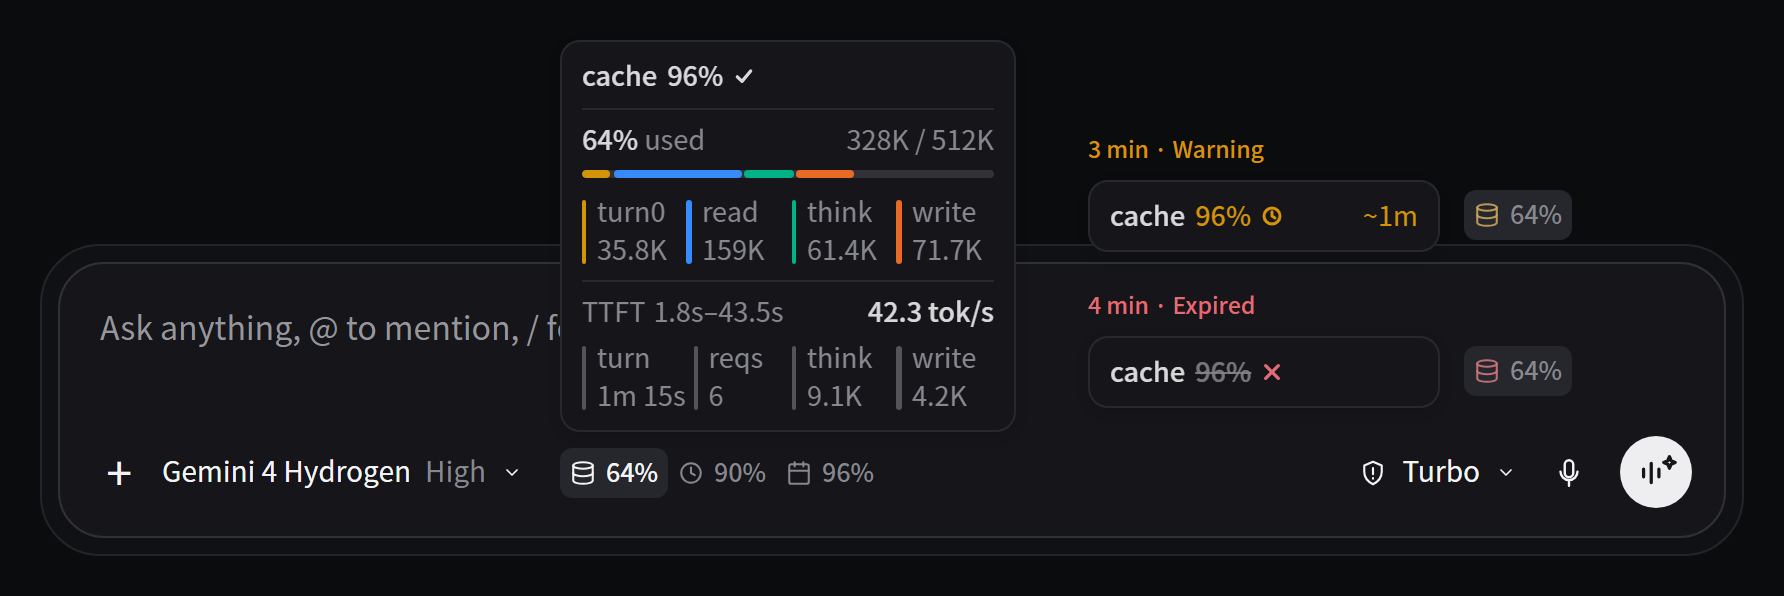 cache 96%
64% used 328K / 512K
turn0 read think write
35.8K 159K 61.4K 71.7K
TTFT 1.8s–43.5s 42.3 tok/s
turn reqs think write
1m 15s 6 9.1K 4.2K
3 min · Warning
cache 96% ~1m 64%
4 min · Expired
cache 96% 64%
Ask anything, @ to mention, / f
Gemini 4 Hydrogen High 64% 90% 96% Turbo